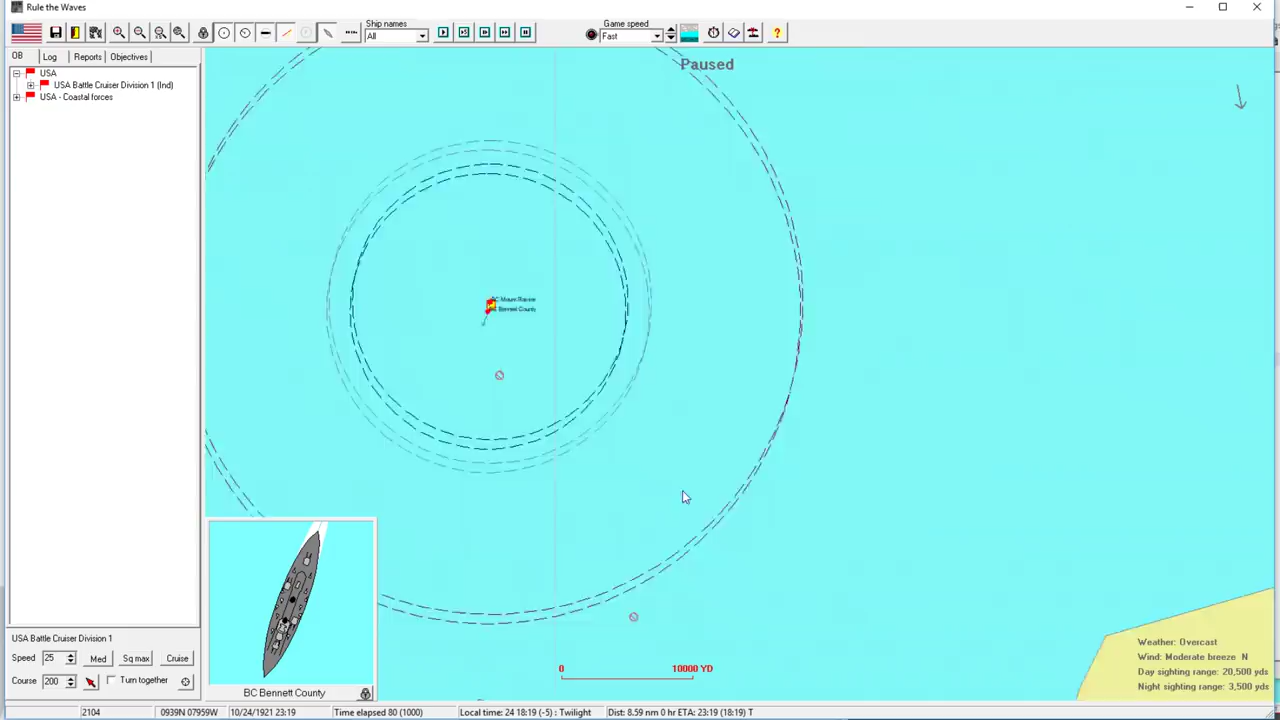 Rule the Waves
Ship names
All
Game speed
Fast
OB
Log
Reports
Objectives
USA
USA Battle Cruiser Division 1 (Ind)
USA - Coastal forces
Paused
BC Bennett County
0
10000 YD
Weather: Overcast
Wind: Moderate breeze N
Day sighting range: 20,500 yds
Night sighting range: 3,500 yds
USA Battle Cruiser Division 1
Speed 25 Med Sq max Cruise
Course 200 Turn together
BC Bennett County
2104
0939N 07959W
10/24/1921 23:19
Time elapsed 80 (1000)
Local time: 24 18:19 (-5) : Twilight
Dist: 8.59 nm 0 hr ETA: 23:19 (18:19) T